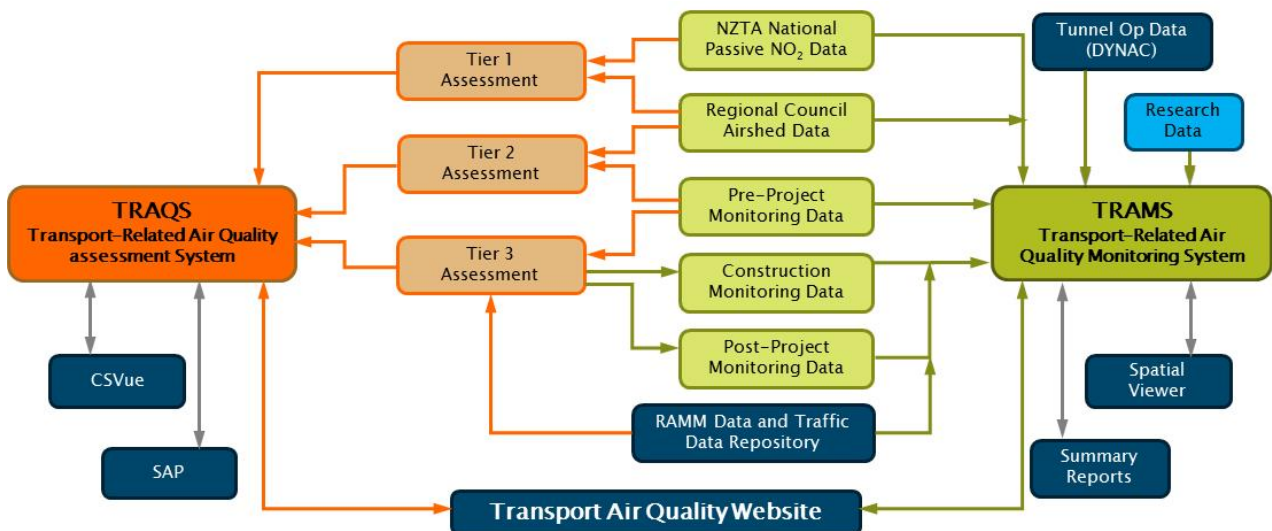 NZTA National
Passive NO₂ Data
Tunnel Op Data
(DYNAC)
Tier 1
Assessment
Regional Council
Airshed Data
Research
Data
Tier 2
Assessment
TRAQS
Transport-Related Air Quality
assessment System
Pre-Project
Monitoring Data
TRAMS
Transport-Related Air
Quality Monitoring System
Tier 3
Assessment
Construction
Monitoring Data
Post-Project
Monitoring Data
CSVue
Spatial
Viewer
RAMM Data and Traffic
Data Repository
SAP
Summary
Reports
Transport Air Quality Website